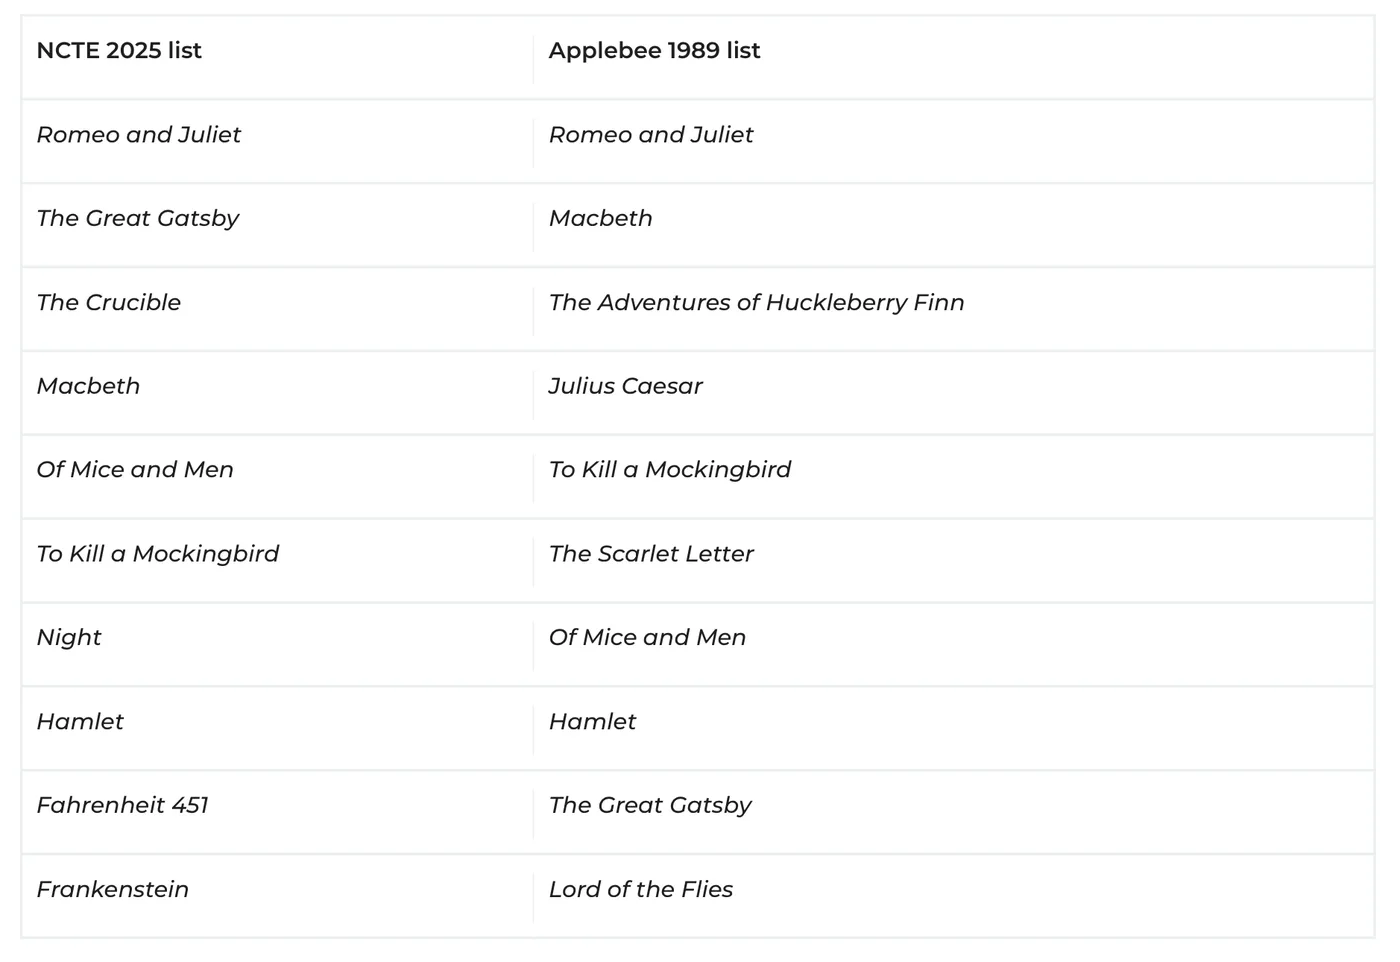 NCTE 2025 list Applebee 1989 list
Romeo and Juliet Romeo and Juliet
The Great Gatsby Macbeth
The Crucible The Adventures of Huckleberry Finn
Macbeth Julius Caesar
Of Mice and Men To Kill a Mockingbird
To Kill a Mockingbird The Scarlet Letter
Night Of Mice and Men
Hamlet Hamlet
Fahrenheit 451 The Great Gatsby
Frankenstein Lord of the Flies